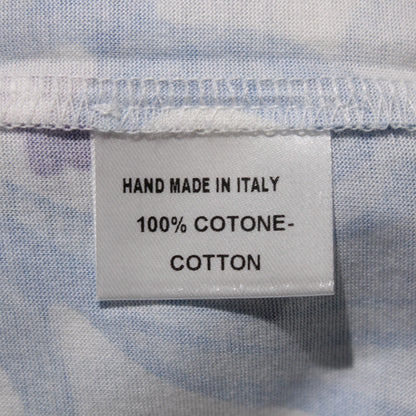 HAND MADE IN ITALY
100% COTONE-
COTTON